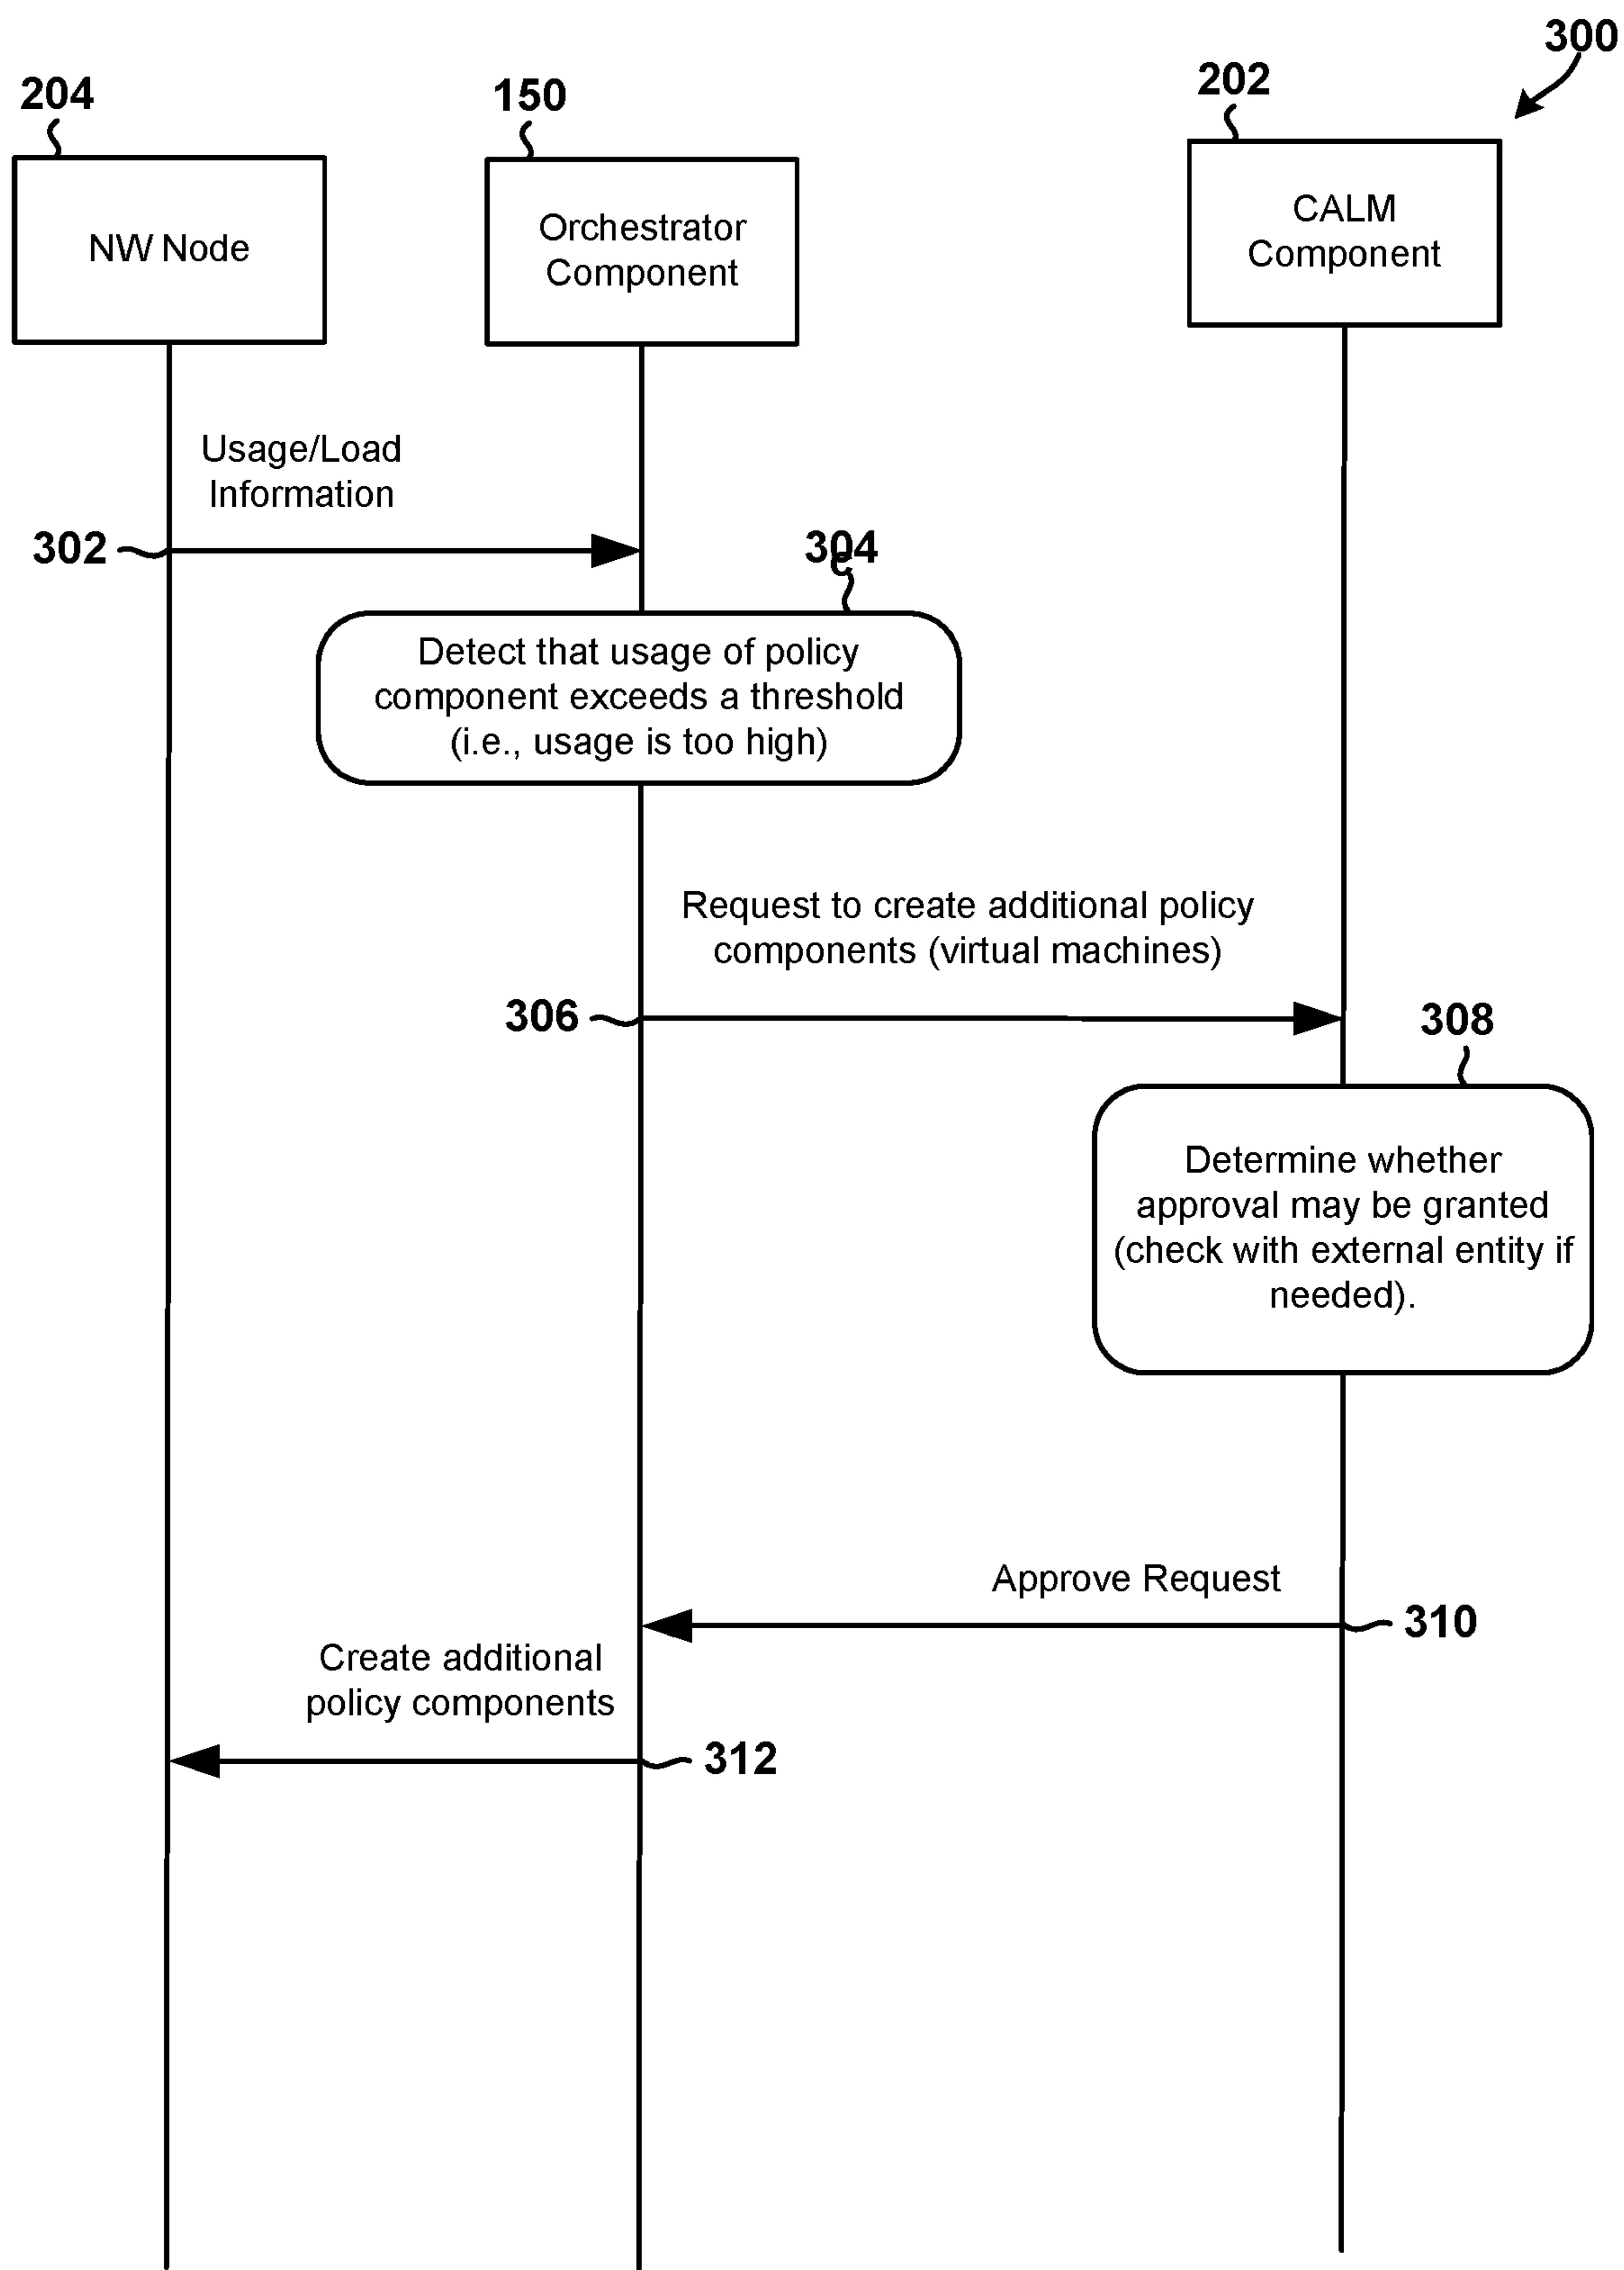 300
204
150
202
NW Node
Orchestrator
Component
CALM
Component
Usage/Load
Information
302
304
Detect that usage of policy
component exceeds a threshold
(i.e., usage is too high)
Request to create additional policy
components (virtual machines)
306
308
Determine whether
approval may be granted
(check with external entity if
needed).
Approve Request
310
Create additional
policy components
312